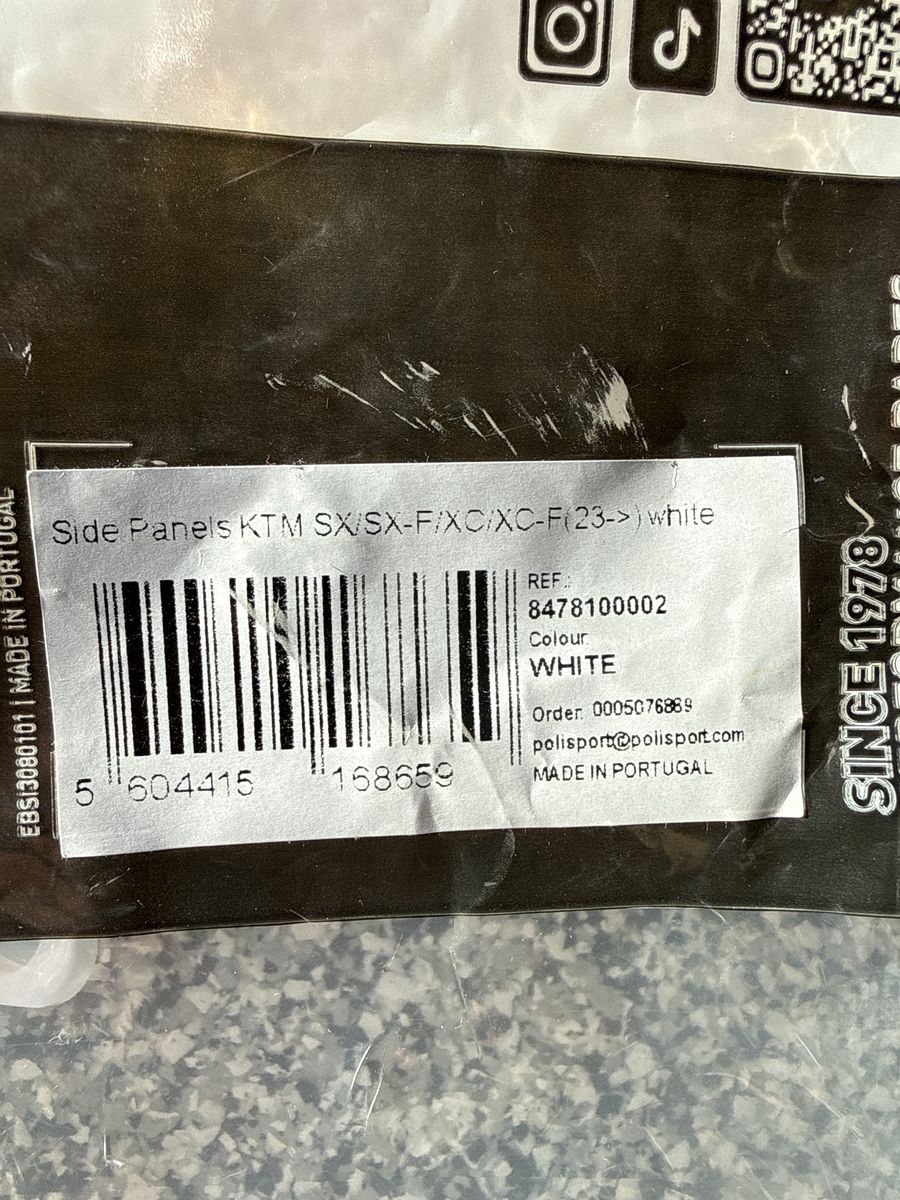 Side Panels KTM SX/SX-F/XC/XC-F(23->) white
REF.:
8478100002
Colour
WHITE
Order: 0005076889
polisport@polisport.com
MADE IN PORTUGAL
5 604415 168659
EBSI3080101 | MADE IN PORTUGAL
SINCE 1978